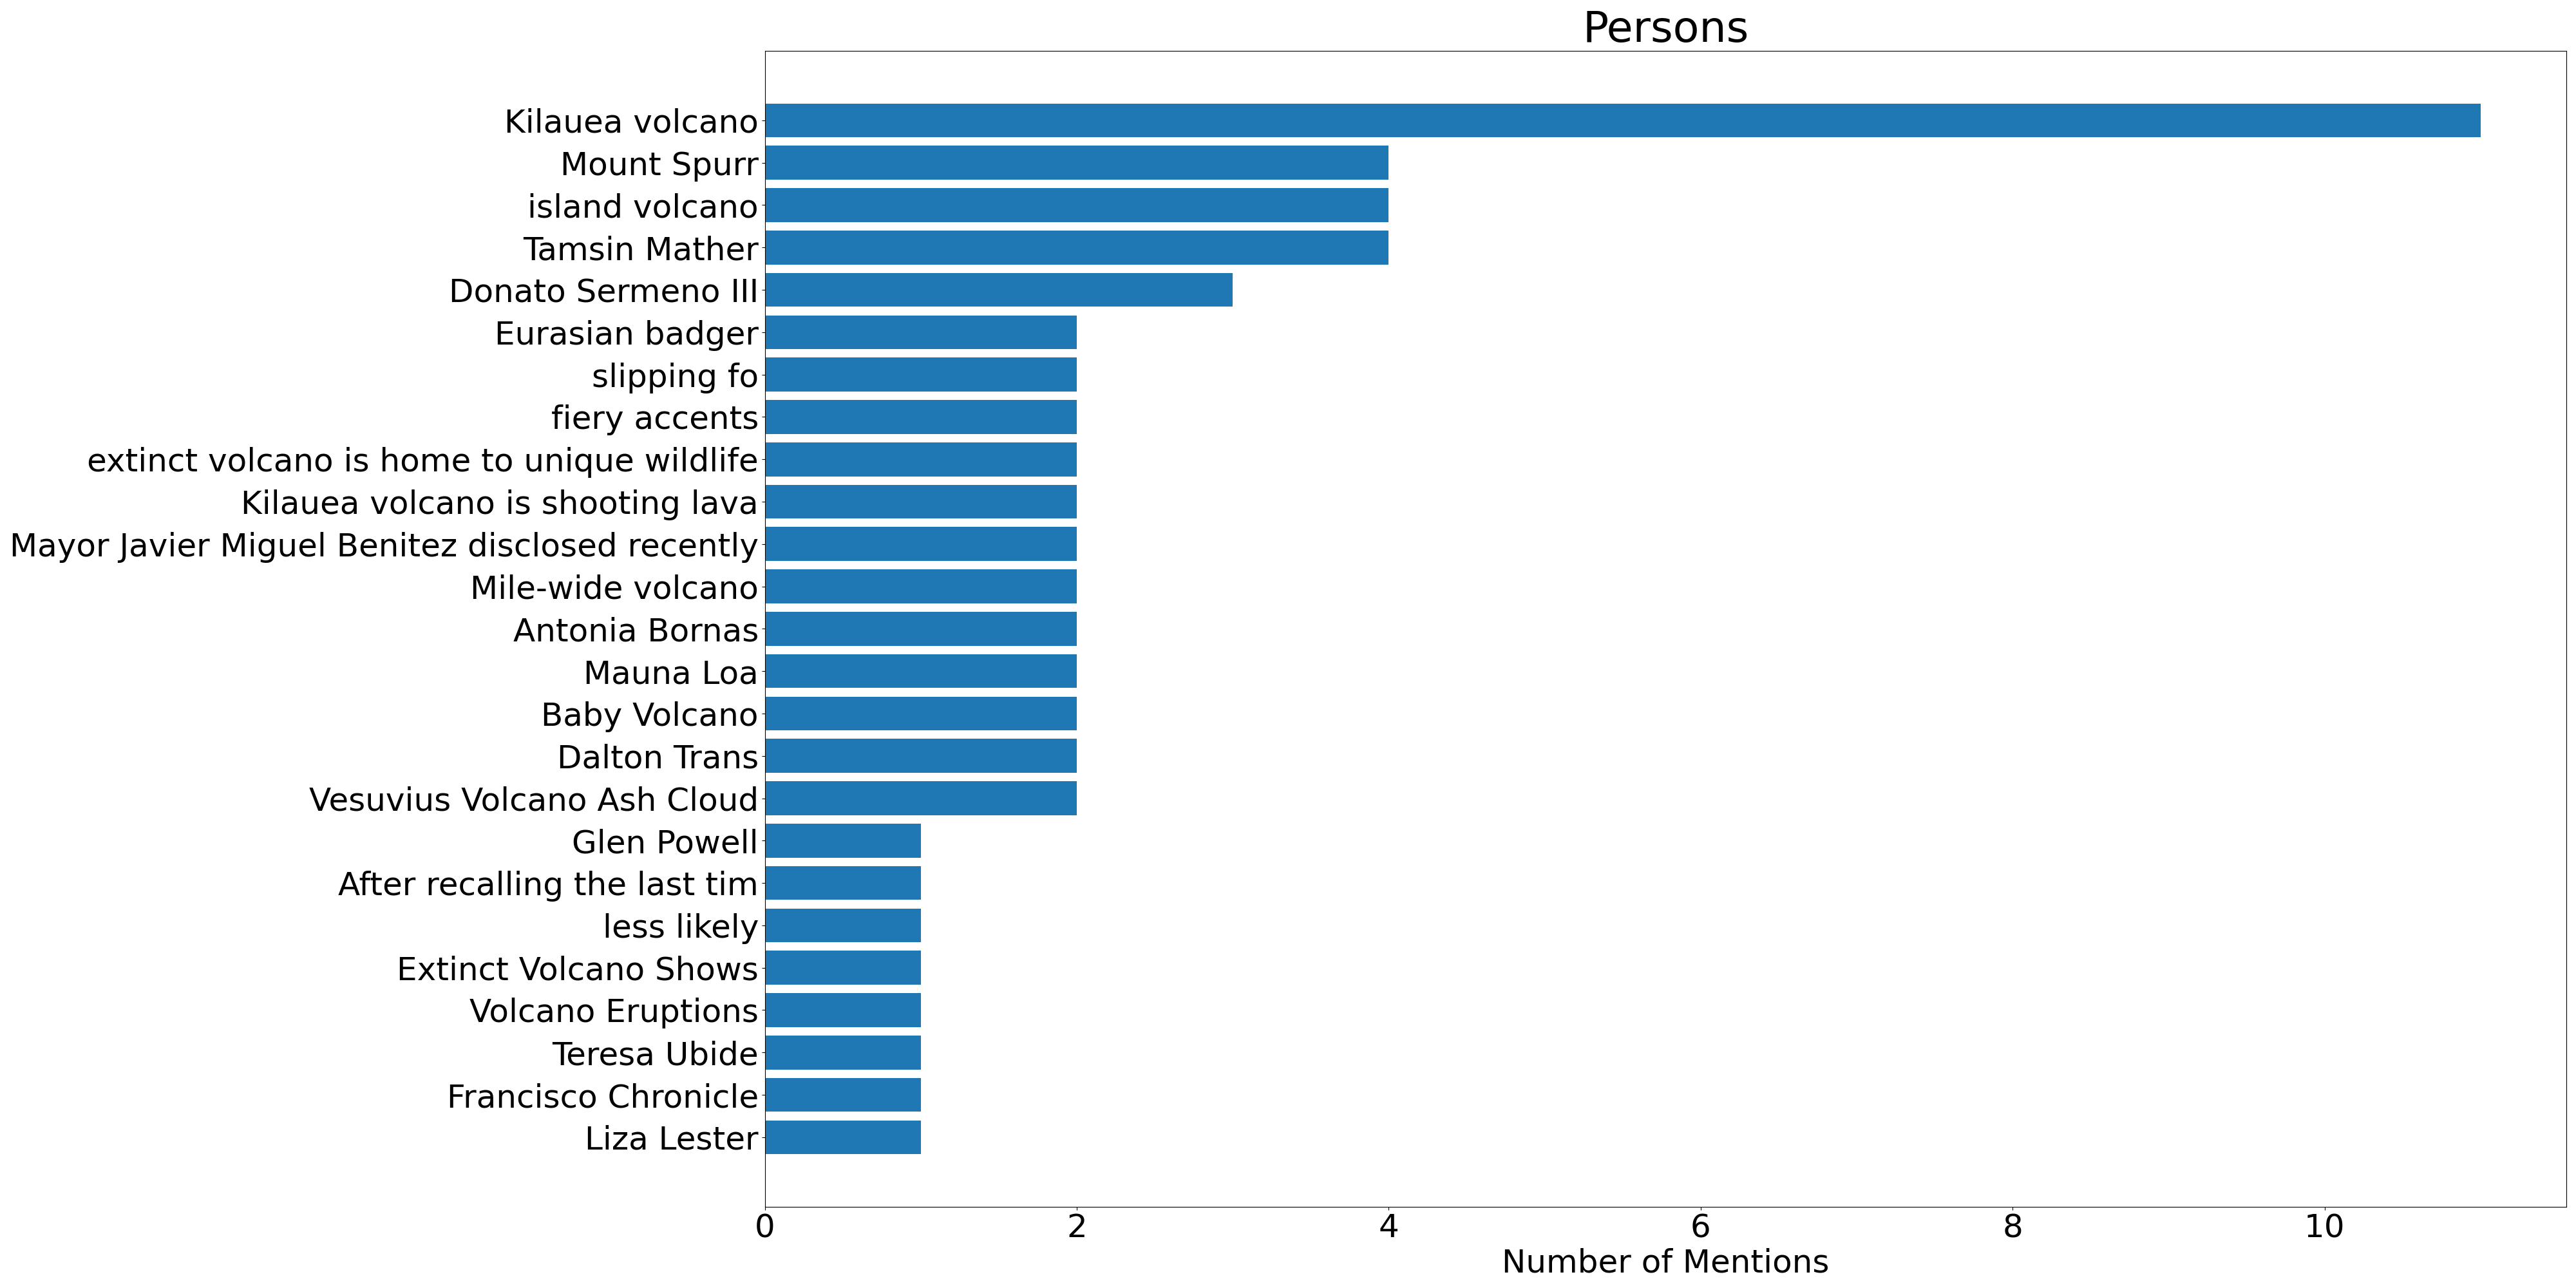 Persons
Kilauea volcano
Mount Spurr
island volcano
Tamsin Mather
Donato Sermeno III
Eurasian badger
slipping fo
fiery accents
extinct volcano is home to unique wildlife
Kilauea volcano is shooting lava
Mayor Javier Miguel Benitez disclosed recently
Mile-wide volcano
Antonia Bornas
Mauna Loa
Baby Volcano
Dalton Trans
Vesuvius Volcano Ash Cloud
Glen Powell
After recalling the last tim
less likely
Extinct Volcano Shows
Volcano Eruptions
Teresa Ubide
Francisco Chronicle
Liza Lester
0 2 4 6 8 10
Number of Mentions